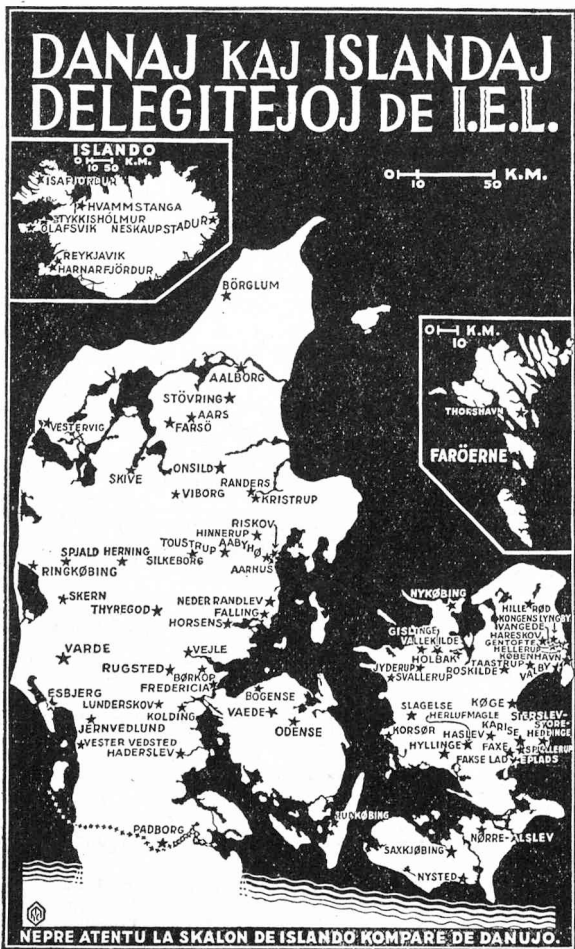 DANAJ KAJ ISLANDAJ
DELEGITEJOJ DE I.E.L.
ISLANDO
0 10 50 K.M.
ISAFJÖRDUR
HVAMMSTANGA
STYKKISHÓLMUR
OLAFSVIK NESKAUPSTADUR
REYKJAVIK
HARNARFJÖRDUR
0 10 50 K.M.
BÖRGLUM
0 10 K.M.
THORSHAVN
FARÖERNE
AALBORG
STÖVRING
AARS
FARSÖ
VESTERVIG
SKIVE
ONSILD
VIBORG
RANDERS
KRISTRUP
RISKOV
HINNERUP
TOUSTRUP
AABYHØ
SILKEBORG
AARHUS
SPJALD HERNING
RINGKØBING
SKERN
THYREGOD
NEDER RANDLEV
FALLING
HORSENS
VARDE
VEJLE
RUGSTED
BØRKOP
FREDERICIA
ESBJERG
LUNDERSKOV
KOLDING
JERNVEDLUND
VESTER VEDSTED
HADERSLEV
PADBORG
BOGENSE
VAEDE
ODENSE
RUDKØBING
NYKØBING
HILLERØD
KONGENS LYNGBY
VANGEDE
HARESKOV
GENTOFTE
HELLERUP
KØBENHAVN
VALBY
TAASTRUP
ROSKILDE
GISLINGE
VALLEKILDE
HOLBAK
JYDERUP
SVALLERUP
SLAGELSE
KØGE
HERLUFMAGLE
KORSØR
HASLEV
KARISE
SIERSLEV-
STORE-
HEDDINGE
HYLLINGE
FAXE
SPJELLERUP
FAKSE LADEPLADS
NØRRE-ALSLEV
SAXKJØBING
NYSTED
NEPRE ATENTU LA SKALON DE ISLANDO KOMPARE DE DANUJO.